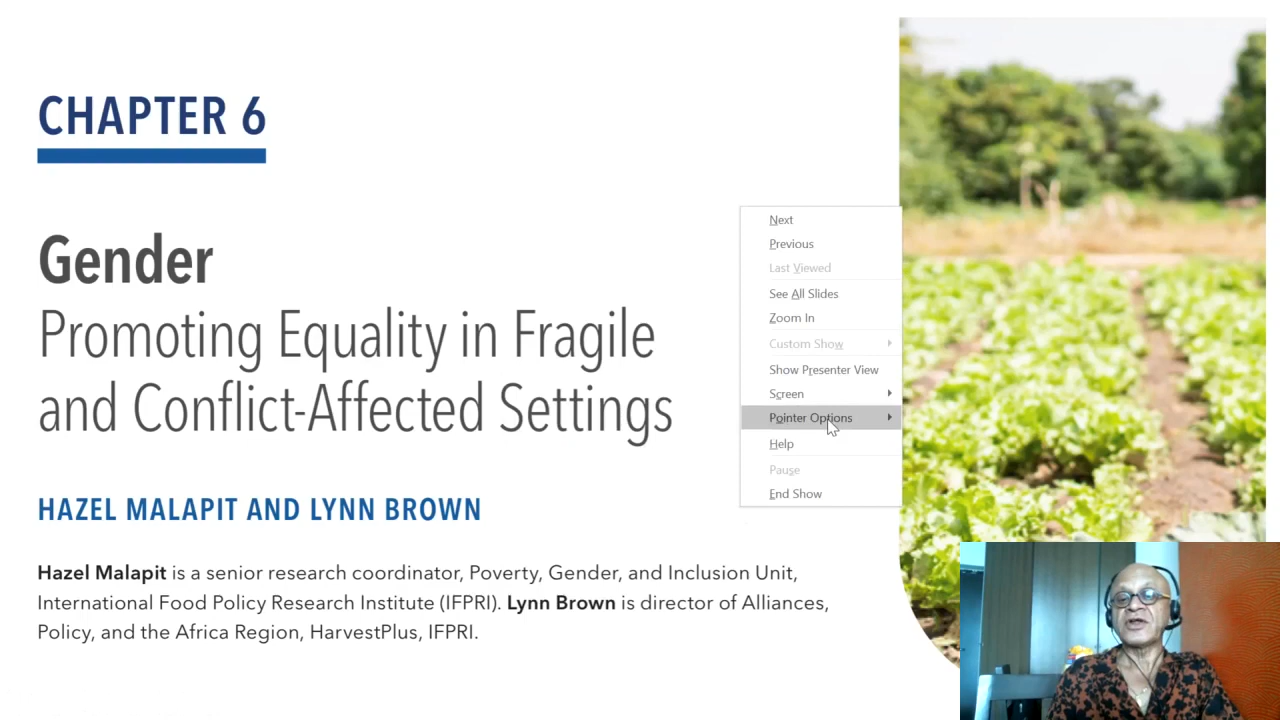 CHAPTER 6
Gender
Promoting Equality in Fragile
and Conflict-Affected Settings
HAZEL MALAPIT AND LYNN BROWN
Hazel Malapit is a senior research coordinator, Poverty, Gender, and Inclusion Unit,
International Food Policy Research Institute (IFPRI). Lynn Brown is director of Alliances,
Policy, and the Africa Region, HarvestPlus, IFPRI.
Next
Previous
Last Viewed
See All Slides
Zoom In
Custom Show
Show Presenter View
Screen
Pointer Options
Help
Pause
End Show